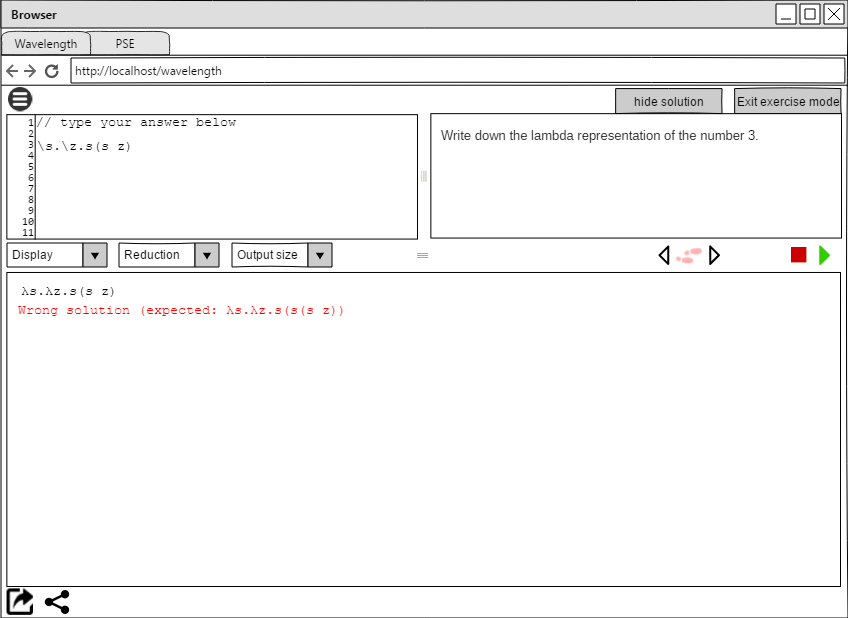 Browser
Wavelength
PSE
http://localhost/wavelength
hide solution
Exit exercise mode
1
// type your answer below
2
3
\s.\z.s(s z)
4
5
6
7
8
9
10
11
Write down the lambda representation of the number 3.
Display
Reduction
Output size
λs.λz.s(s z)
Wrong solution (expected: λs.λz.s(s(s z))